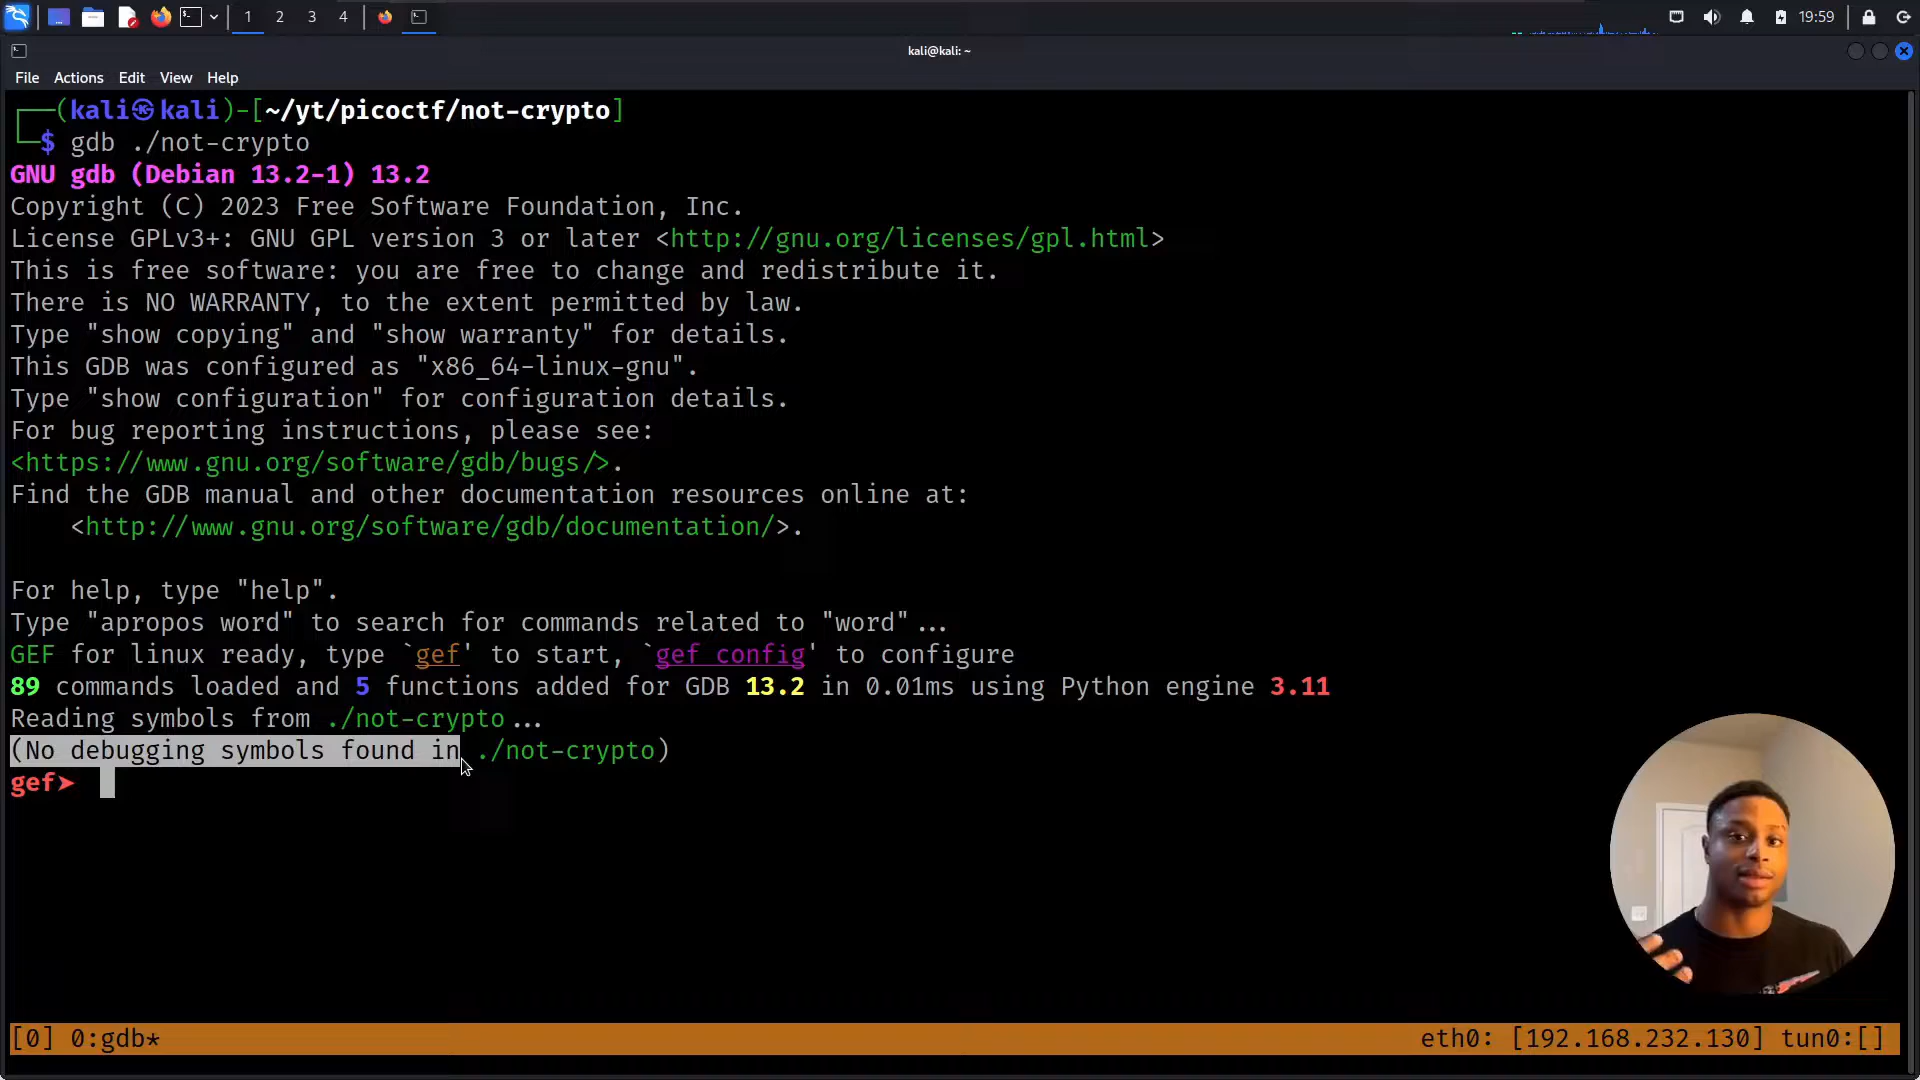 1 2 3 4
19:59
kali@kali: ~
File Actions Edit View Help
(kali㉿kali)-[~/yt/picoctf/not-crypto]
$ gdb ./not-crypto
GNU gdb (Debian 13.2-1) 13.2
Copyright (C) 2023 Free Software Foundation, Inc.
License GPLv3+: GNU GPL version 3 or later <http://gnu.org/licenses/gpl.html>
This is free software: you are free to change and redistribute it.
There is NO WARRANTY, to the extent permitted by law.
Type "show copying" and "show warranty" for details.
This GDB was configured as "x86_64-linux-gnu".
Type "show configuration" for configuration details.
For bug reporting instructions, please see:
<https://www.gnu.org/software/gdb/bugs/>.
Find the GDB manual and other documentation resources online at:
<http://www.gnu.org/software/gdb/documentation/>.
For help, type "help".
Type "apropos word" to search for commands related to "word"...
GEF for linux ready, type `gef' to start, `gef config' to configure
89 commands loaded and 5 functions added for GDB 13.2 in 0.01ms using Python engine 3.11
Reading symbols from ./not-crypto...
(No debugging symbols found in ./not-crypto)
gef➤
[0] 0:gdb* eth0: [192.168.232.130] tun0:[]